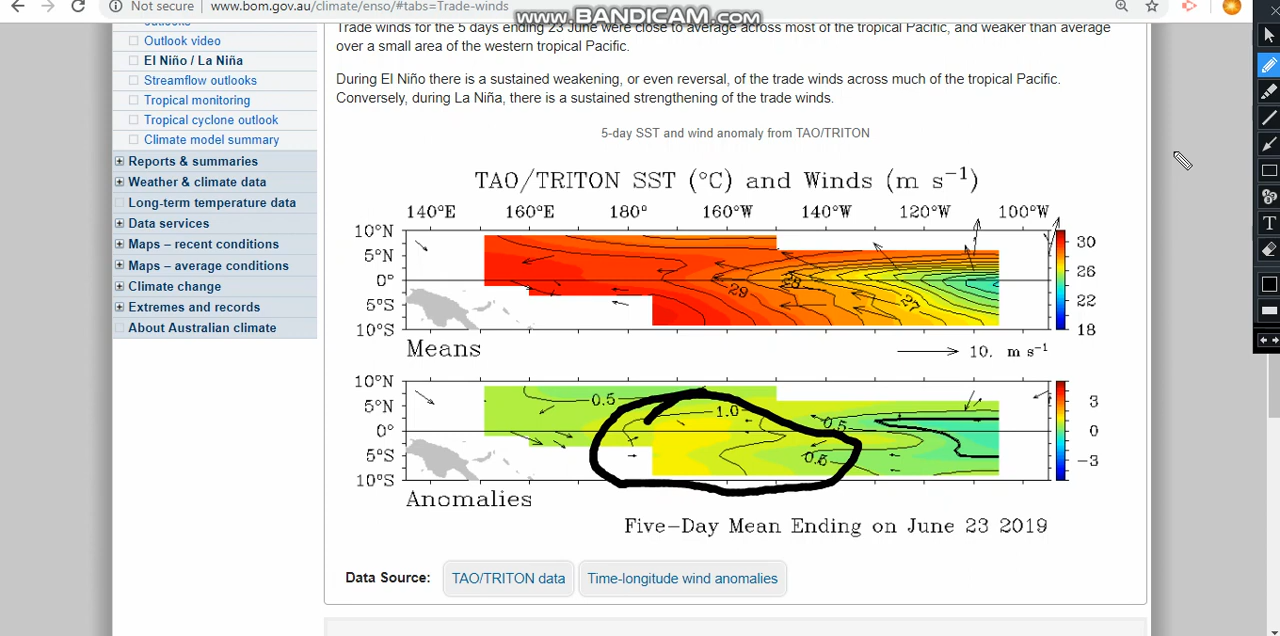 Not secure | www.bom.gov.au/climate/enso/#tabs=Trade-winds
www.BANDICAM.com
Outlook video
El Niño / La Niña
Streamflow outlooks
Tropical monitoring
Tropical cyclone outlook
Climate model summary
Reports & summaries
Weather & climate data
Long-term temperature data
Data services
Maps – recent conditions
Maps – average conditions
Climate change
Extremes and records
About Australian climate
Trade winds for the 5 days ending 23 June were close to average across most of the tropical Pacific, and weaker than average
over a small area of the western tropical Pacific.
During El Niño there is a sustained weakening, or even reversal, of the trade winds across much of the tropical Pacific.
Conversely, during La Niña, there is a sustained strengthening of the trade winds.
5-day SST and wind anomaly from TAO/TRITON
TAO/TRITON SST (°C) and Winds (m s⁻¹)
140°E 160°E 180° 160°W 140°W 120°W 100°W
10°N
5°N
0°
5°S
10°S
29 28 27
30
26
22
18
Means
10. m s⁻¹
10°N
5°N
0°
5°S
10°S
0.5 1.0 0.5
0.5
3
0
−3
Anomalies
Five−Day Mean Ending on June 23 2019
Data Source: TAO/TRITON data Time-longitude wind anomalies
T